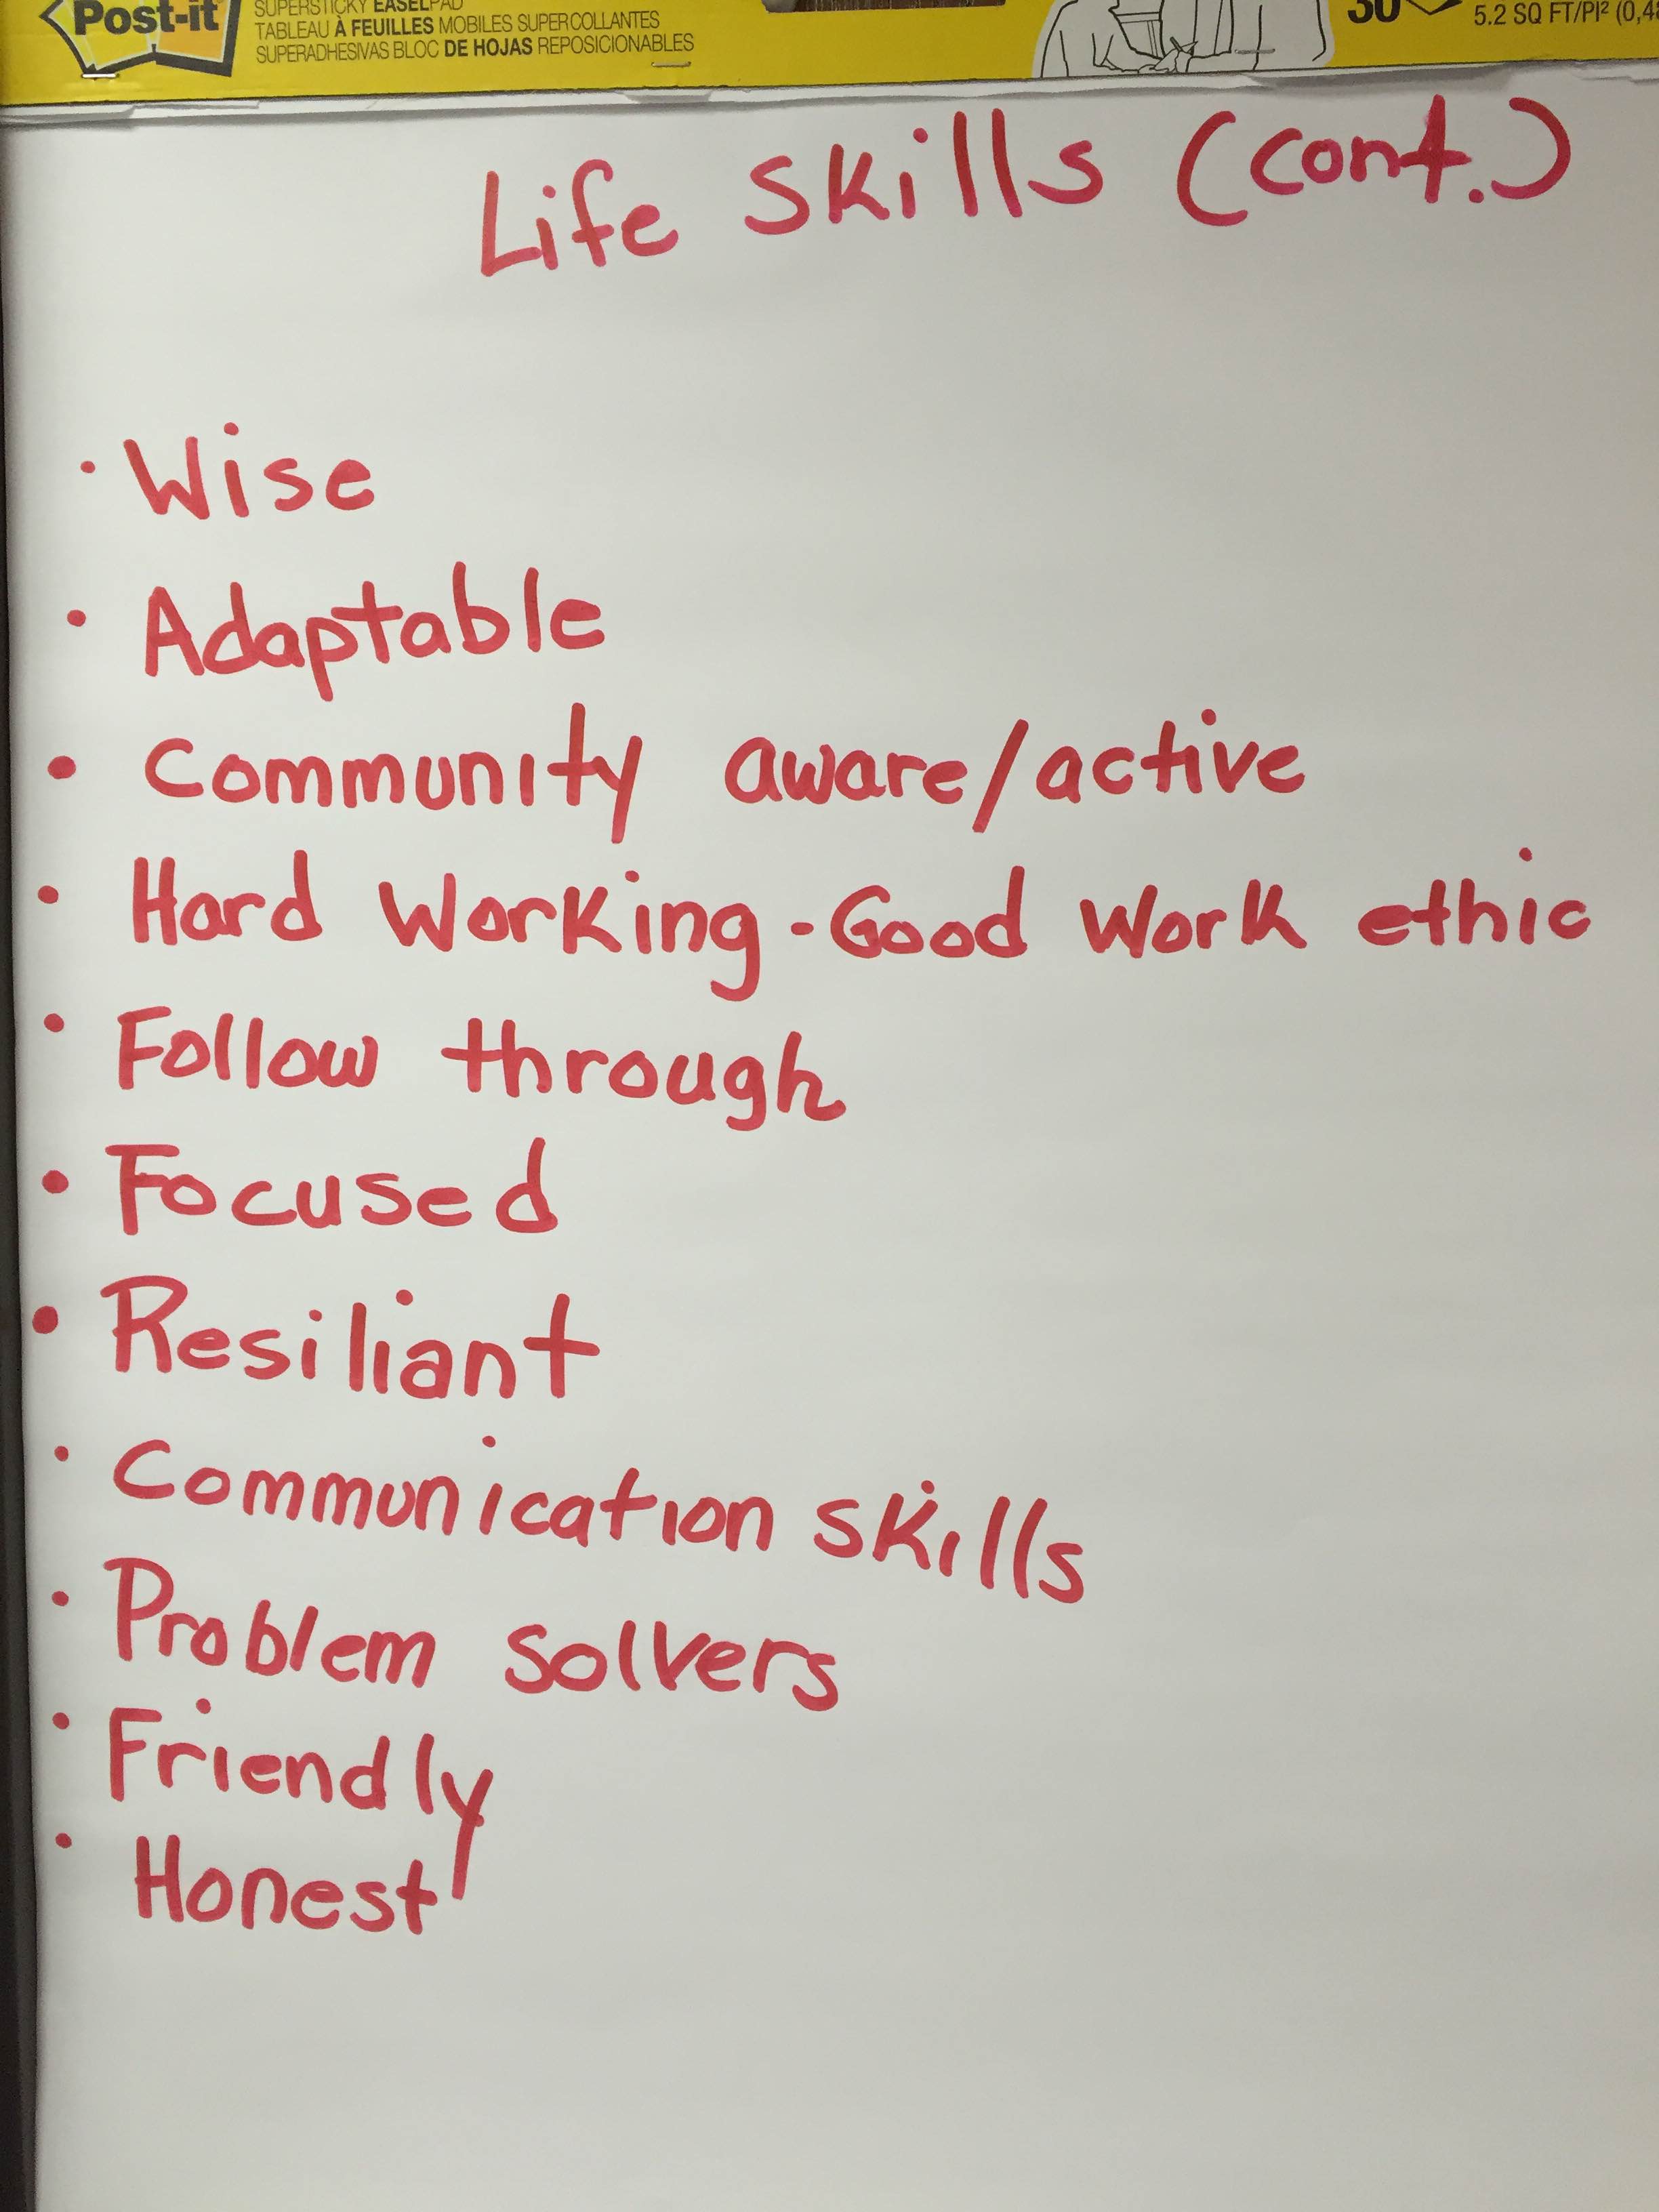 Post-it
SUPERSTICKY EASELPAD
TABLEAU À FEUILLES MOBILES SUPERCOLLANTES
SUPERADHESIVAS BLOC DE HOJAS REPOSICIONABLES
30
5.2 SQ FT/PI² (0,48
Life Skills (cont.)
• Wise
• Adaptable
• Community aware/active
• Hard Working - Good Work ethic
• Follow through
• Focused
• Resiliant
• Communication skills
• Problem solvers
• Friendly
• Honest